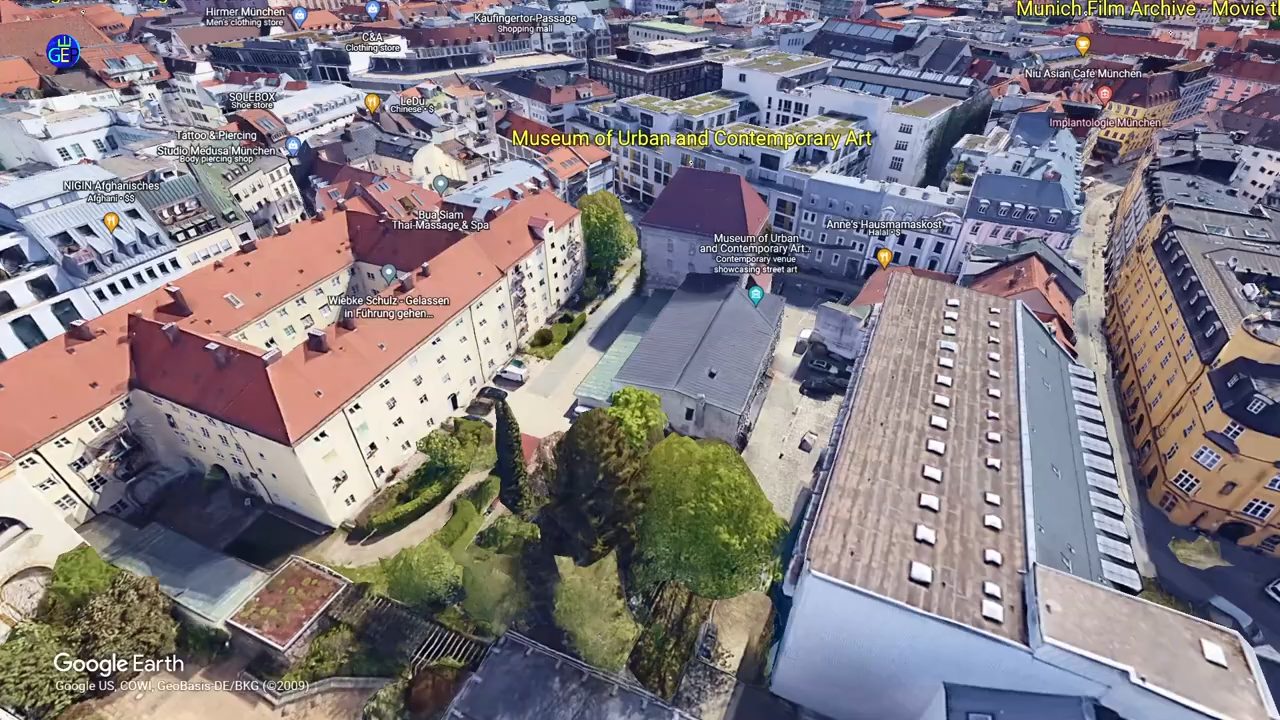 Hirmer München
Men's clothing store
C&A
Clothing store
Kaufingertor Passage
Shopping mall
Munich Film Archive - Movie t
GE
SOLEBOX
Shoe store
LeDu
Chinese · $
Niu Asian Café München
Implantologie München
Tattoo & Piercing
Studio Medusa München
Body piercing shop
Museum of Urban and Contemporary Art
NIGIN Afghanisches
Afghani · $$
Bua Siam
Thai-Massage & Spa
Anne's Hausmamaskost
Halal · $
Museum of Urban
and Contemporary Art...
Contemporary venue
showcasing street art
Wiebke Schulz - Gelassen
in Führung gehen...
Google Earth
Google US, COWI, GeoBasis-DE/BKG (©2009)